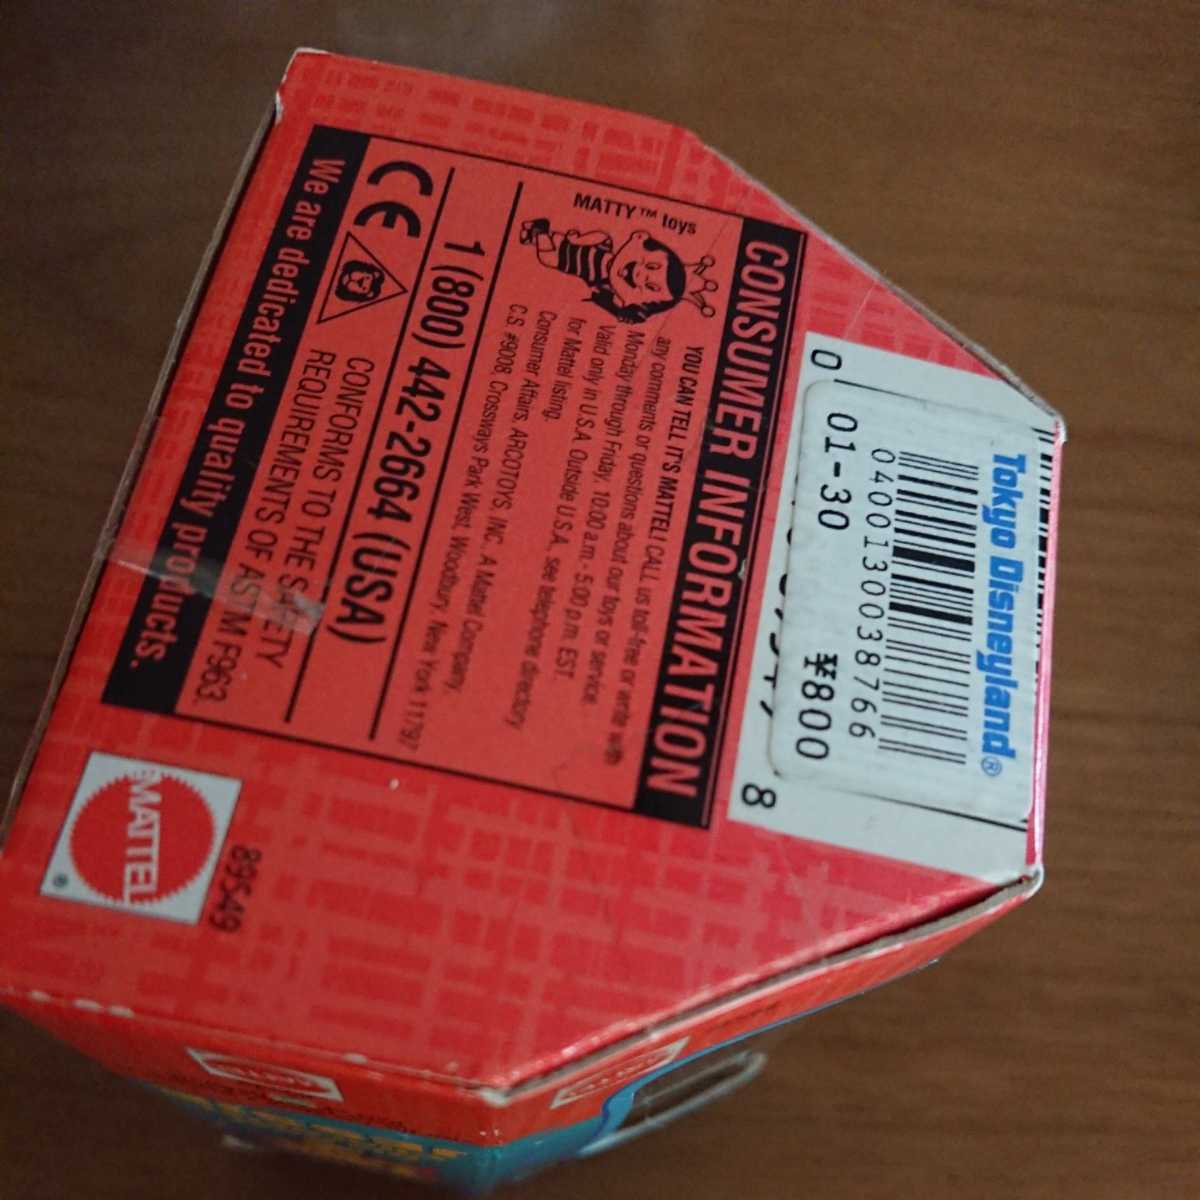 Tokyo Disneyland®
0400130038766
01-30 ¥800
0
8
CONSUMER INFORMATION
MATTY™ toys
YOU CAN TELL IT'S MATTEL! CALL us toll-free or write with
any comments or questions about our toys or service.
Monday through Friday, 10:00 a.m. - 5:00 p.m. EST.
Valid only in U.S.A. Outside U.S.A., see telephone directory
for Mattel listing.
Consumer Affairs, ARCOTOYS, INC. A Mattel Company,
C.S. #9008, Crossways Park West, Woodbury, New York 11797
1 (800) 442-2664 (USA)
CE
CONFORMS TO THE SAFETY
REQUIREMENTS OF ASTM F963.
We are dedicated to quality products.
MATTEL®
89549